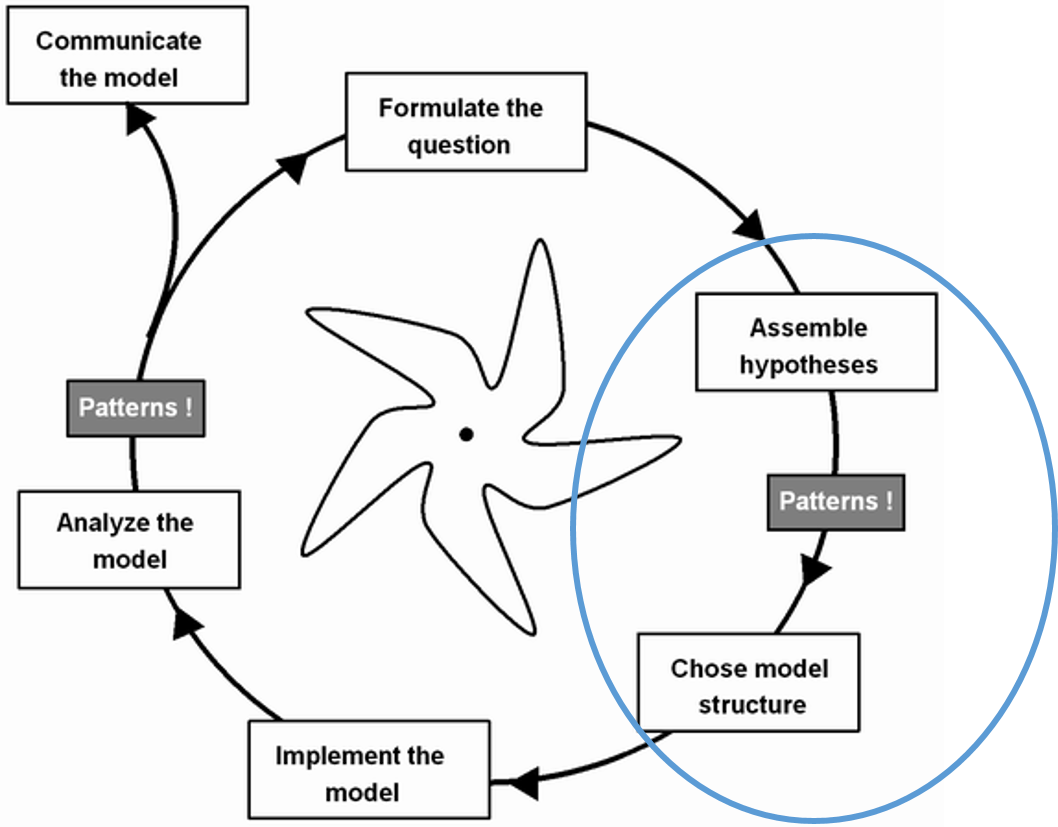 Communicate
the model
Formulate the
question
Assemble
hypotheses
Patterns !
Chose model
structure
Implement the
model
Analyze the
model
Patterns !